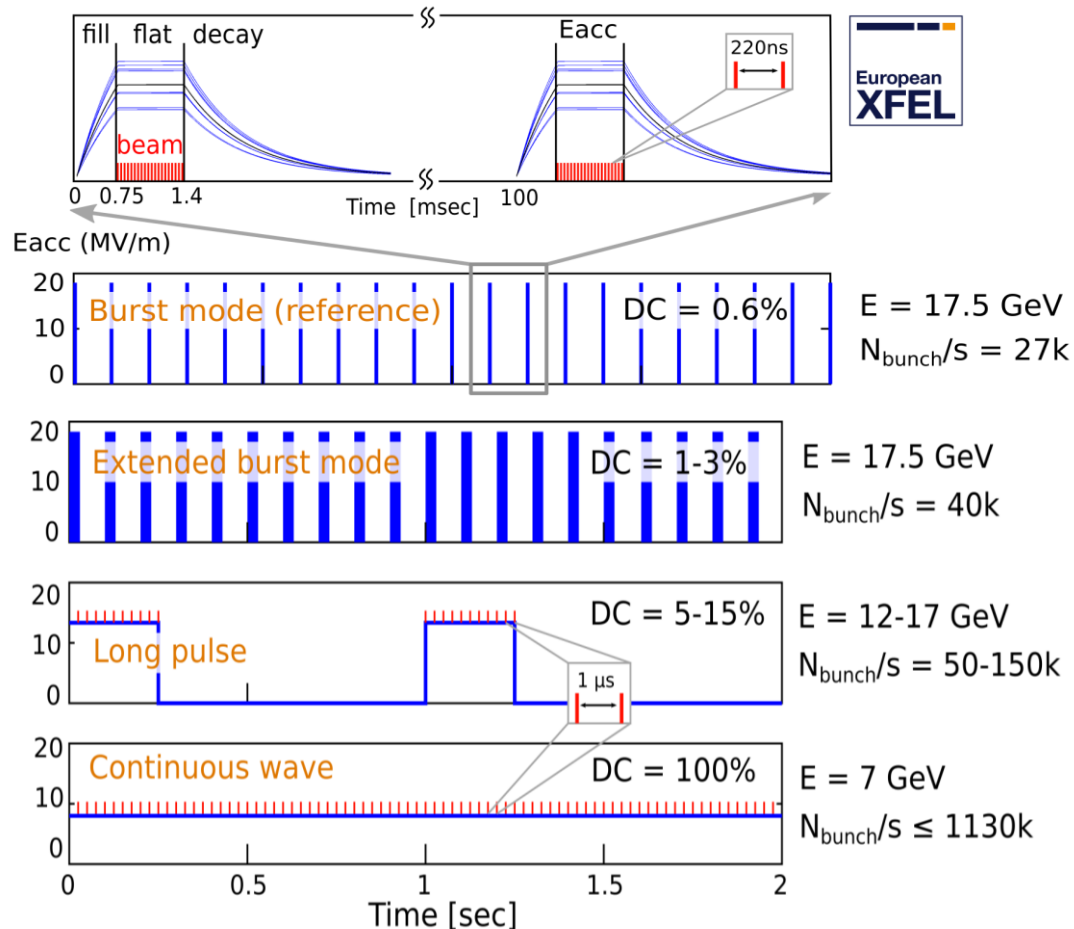 fill flat decay
Eacc
220ns
European
XFEL
beam
0 0.75 1.4 Time [msec] 100
Eacc (MV/m)
20
10
0
Burst mode (reference)
DC = 0.6%
E = 17.5 GeV
N_bunch/s = 27k
20
10
0
Extended burst mode
DC = 1-3%
E = 17.5 GeV
N_bunch/s = 40k
20
10
0
Long pulse
DC = 5-15%
E = 12-17 GeV
N_bunch/s = 50-150k
1 µs
20
10
0
Continuous wave
DC = 100%
E = 7 GeV
N_bunch/s ≤ 1130k
0 0.5 1 1.5 2
Time [sec]